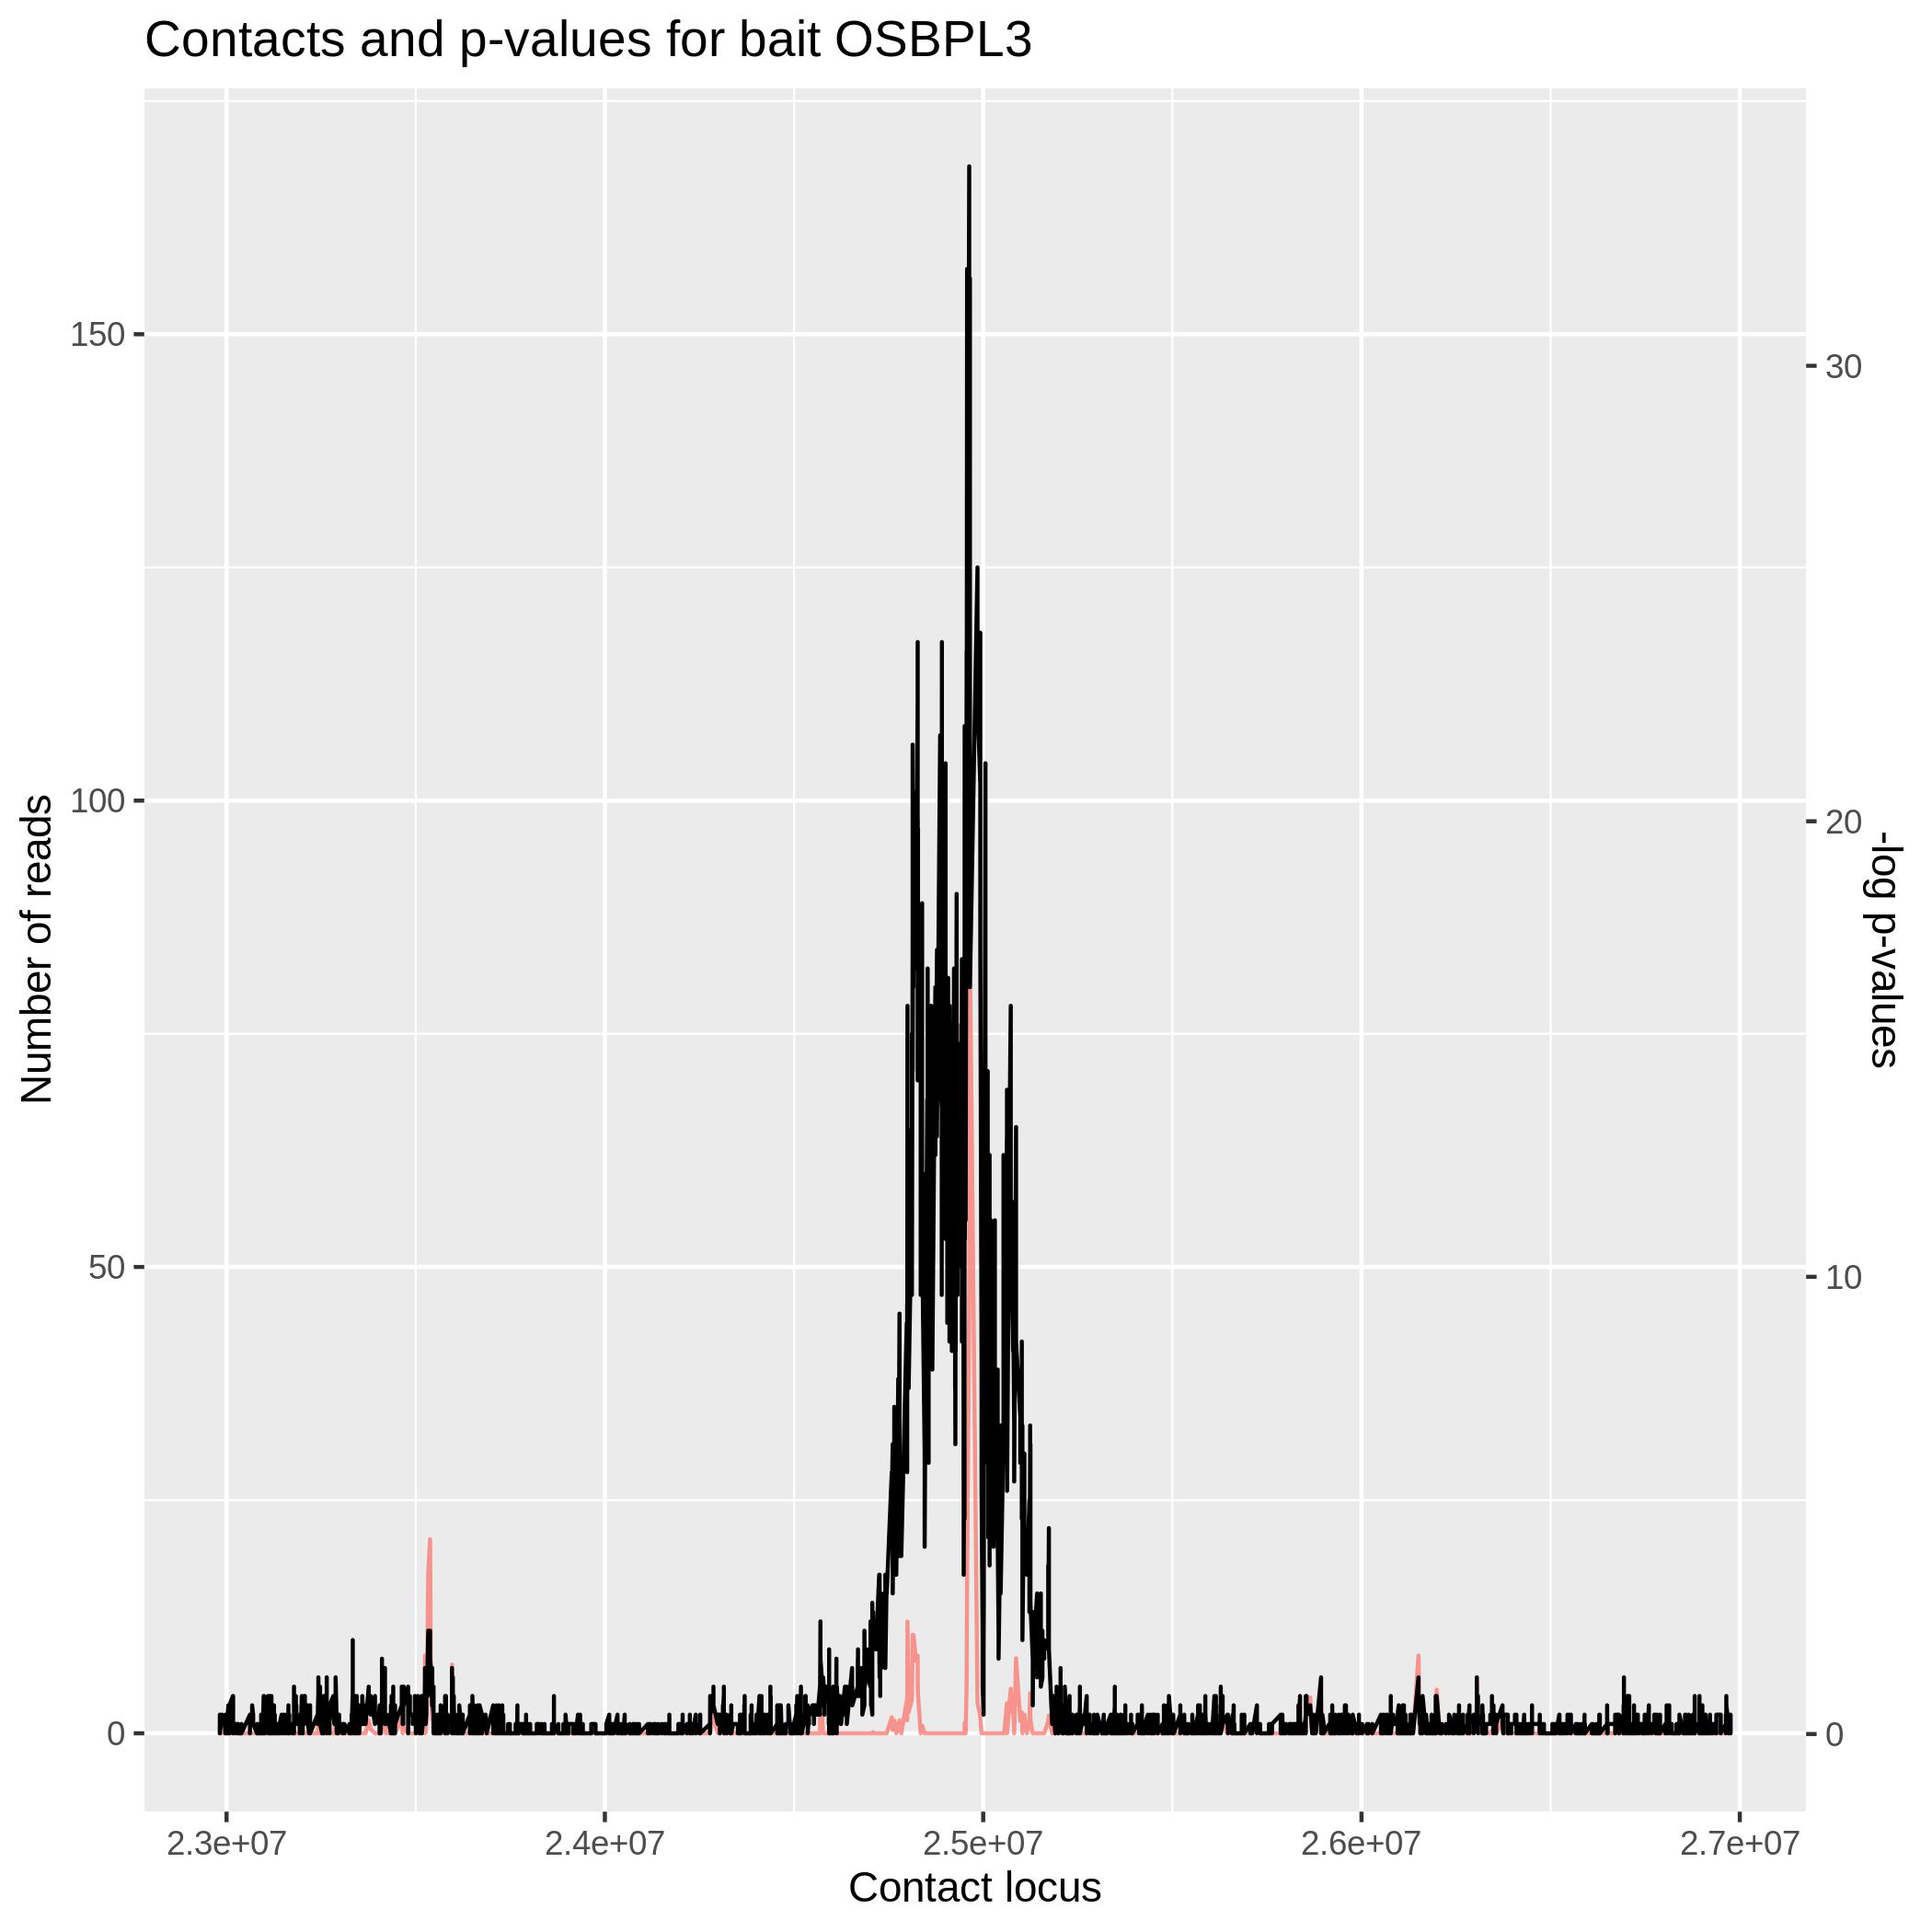 Contacts and p-values for bait OSBPL3
Number of reads
150
100
50
0
30
20
10
0
-log p-values
2.3e+07 2.4e+07 2.5e+07 2.6e+07 2.7e+07
Contact locus